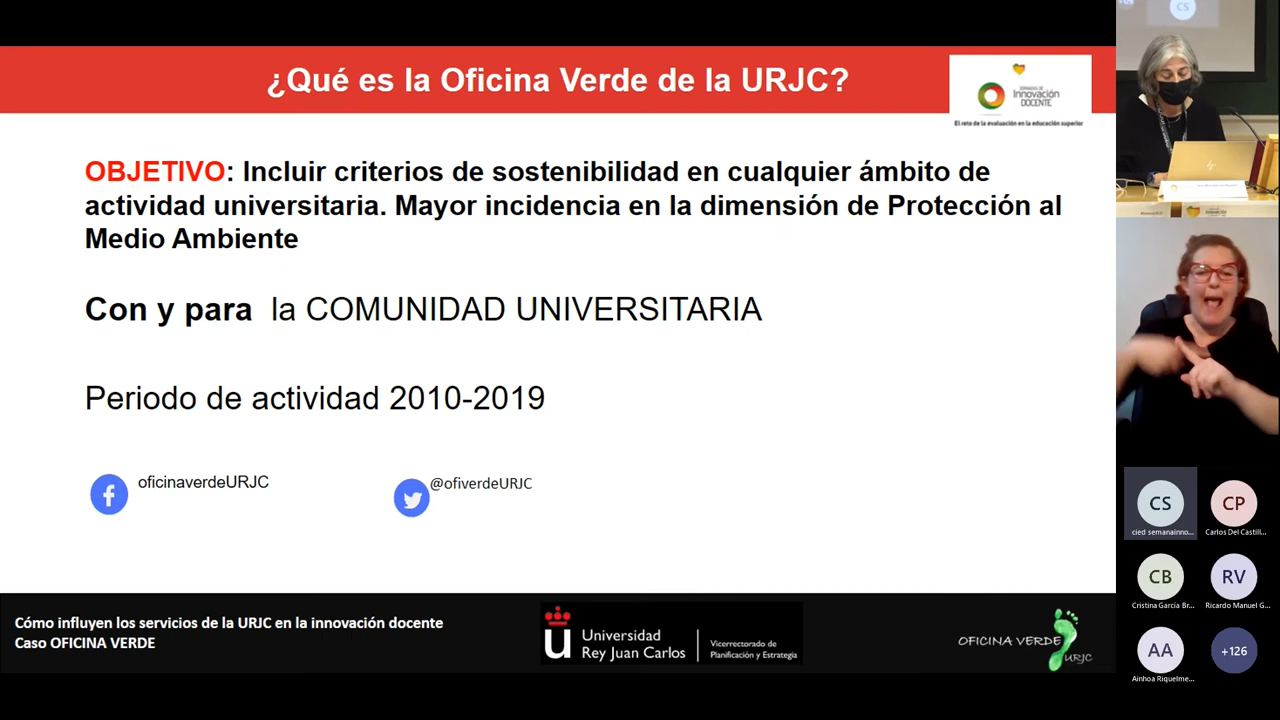 ¿Qué es la Oficina Verde de la URJC?
JORNADAS DE
Innovación
DOCENTE
El reto de la evaluación en la educación superior
OBJETIVO: Incluir criterios de sostenibilidad en cualquier ámbito de
actividad universitaria. Mayor incidencia en la dimensión de Protección al
Medio Ambiente
Con y para la COMUNIDAD UNIVERSITARIA
Periodo de actividad 2010-2019
oficinaverdeURJC
@ofiverdeURJC
Cómo influyen los servicios de la URJC en la innovación docente
Caso OFICINA VERDE
Universidad
Rey Juan Carlos
Vicerrectorado de
Planificación y Estrategia
OFICINA VERDE
URJC
CS
CS
cied semanainno...
CP
Carlos Del Castill...
CB
Cristina García Br...
RV
Ricardo Manuel G...
AA
Ainhoa Riquelme...
+126